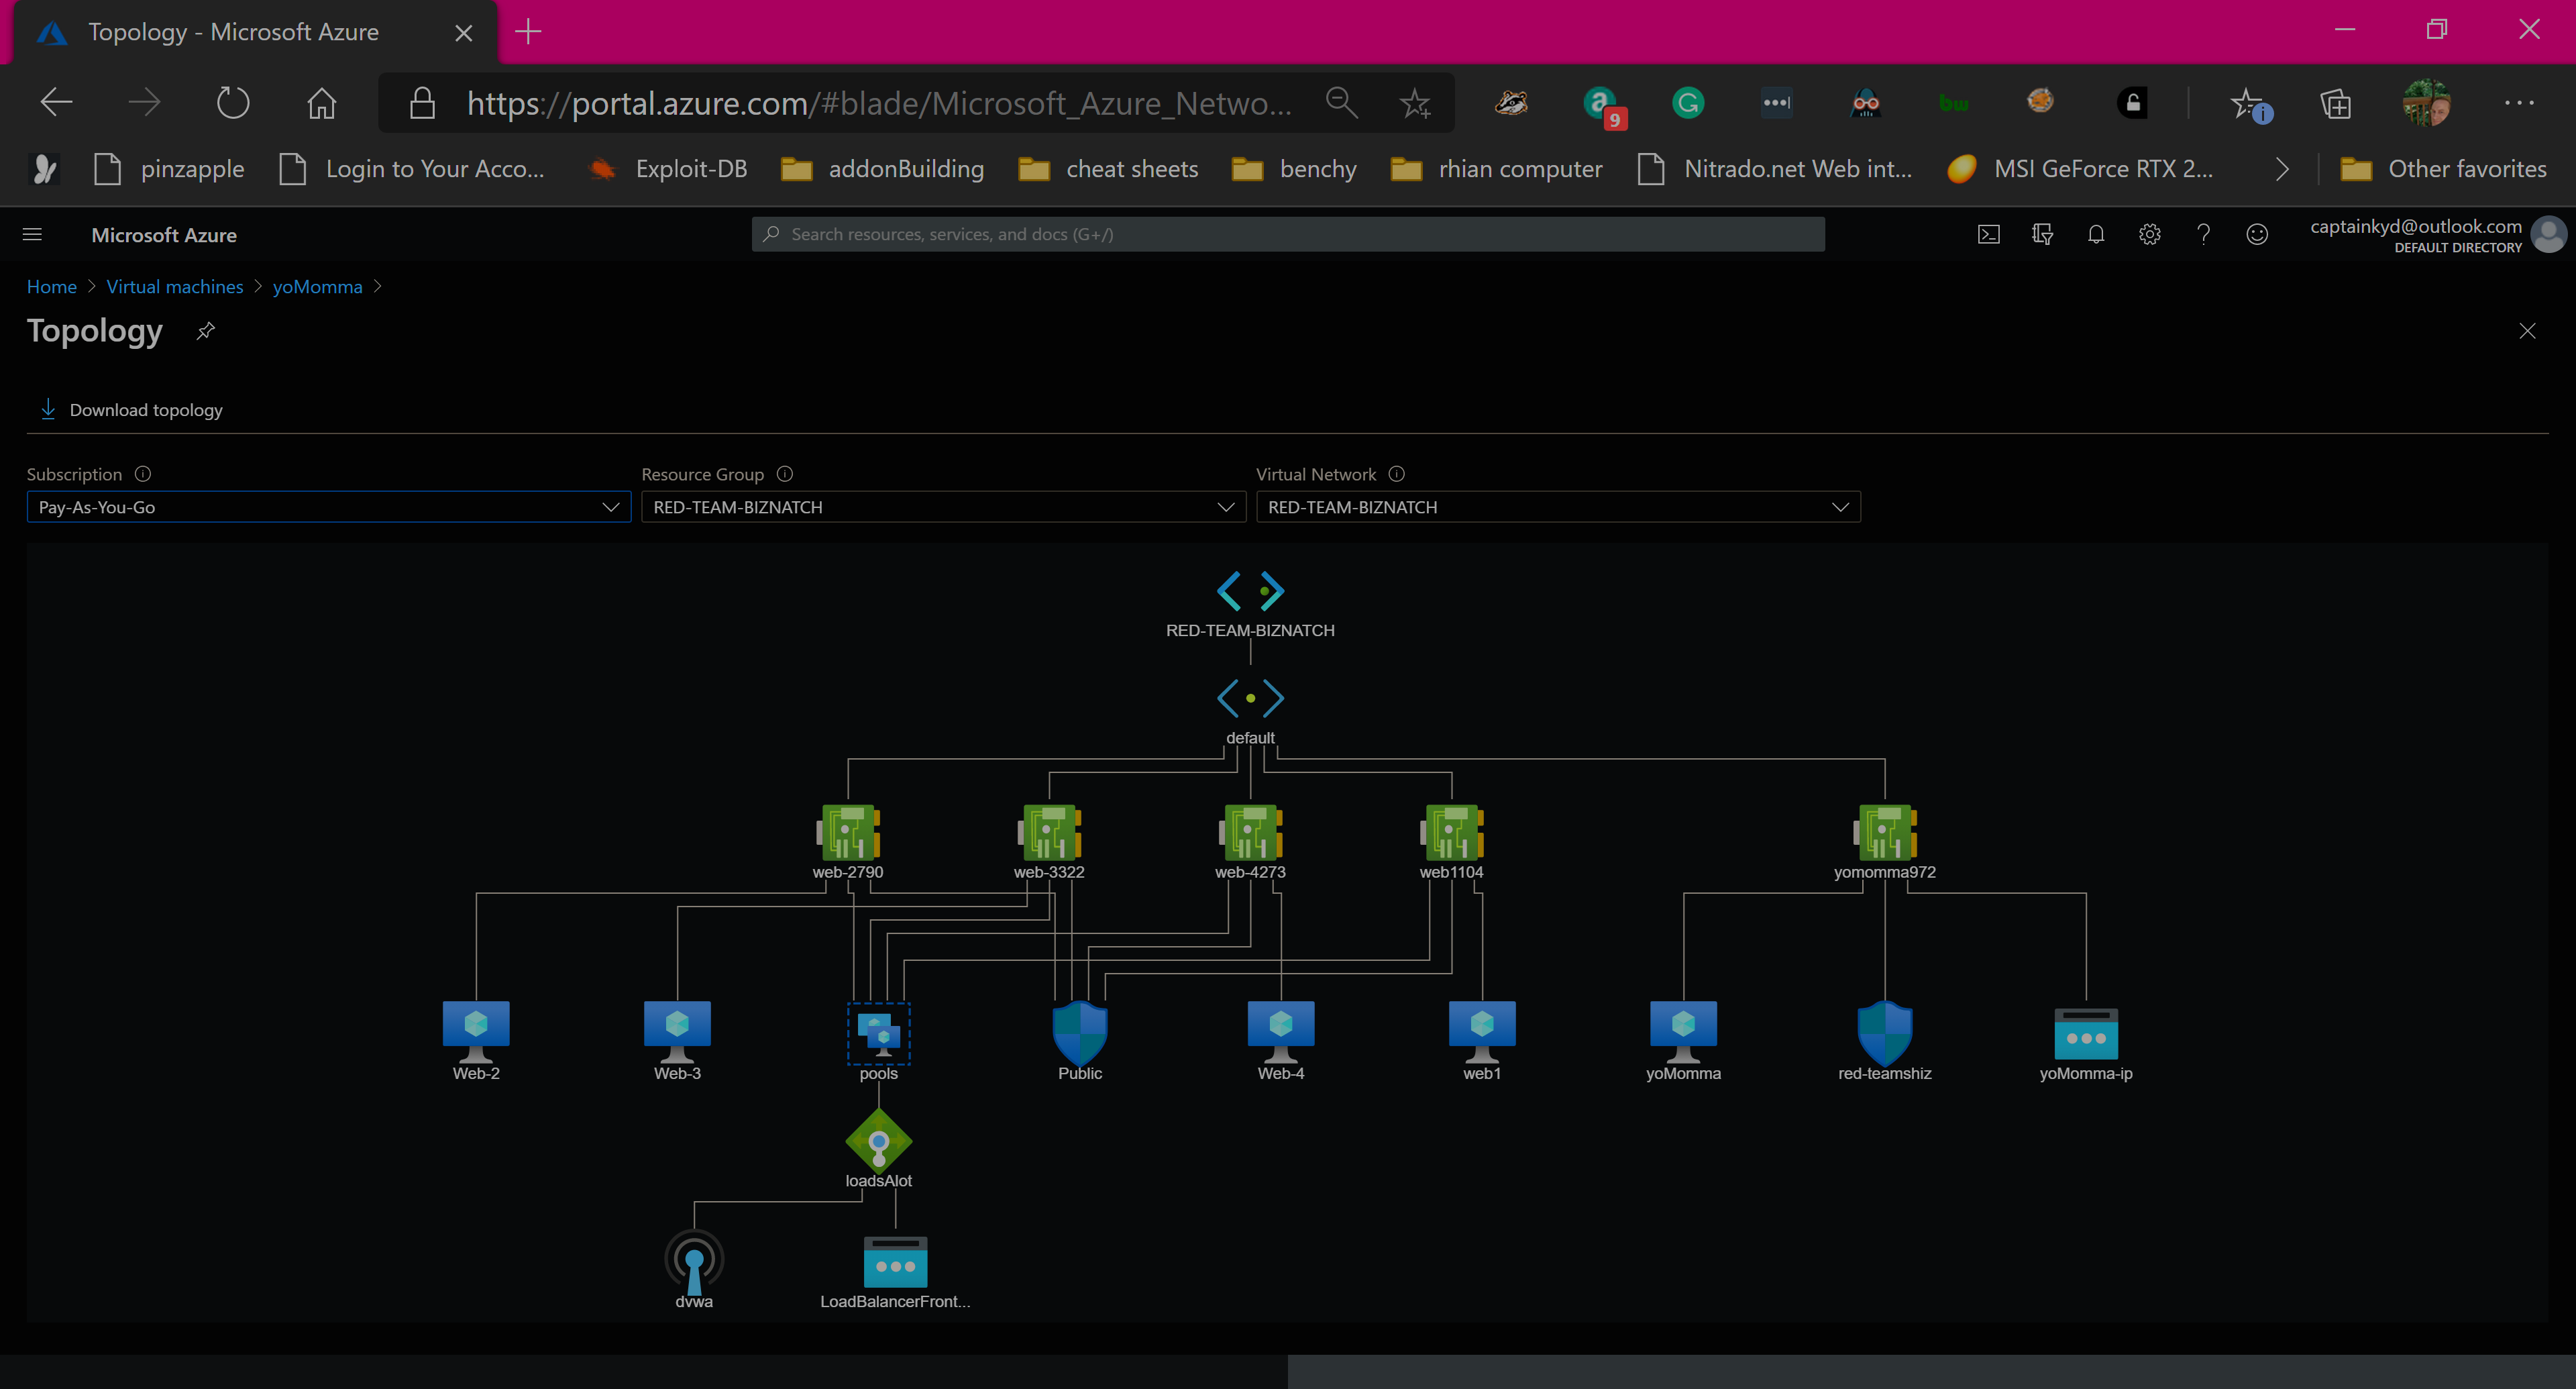 Topology - Microsoft Azure
https://portal.azure.com/#blade/Microsoft_Azure_Netwo...
9
bw
pinzapple
Login to Your Acco...
Exploit-DB
addonBuilding
cheat sheets
benchy
rhian computer
Nitrado.net Web int...
MSI GeForce RTX 2...
Other favorites
Microsoft Azure
Search resources, services, and docs (G+/)
captainkyd@outlook.com
DEFAULT DIRECTORY
Home > Virtual machines > yoMomma >
Topology
Download topology
Subscription
Resource Group
Virtual Network
Pay-As-You-Go
RED-TEAM-BIZNATCH
RED-TEAM-BIZNATCH
RED-TEAM-BIZNATCH
default
web-2790
web-3322
web-4273
web1104
yomomma972
Web-2
Web-3
pools
Public
Web-4
web1
yoMomma
red-teamshiz
yoMomma-ip
loadsAlot
dvwa
LoadBalancerFront...